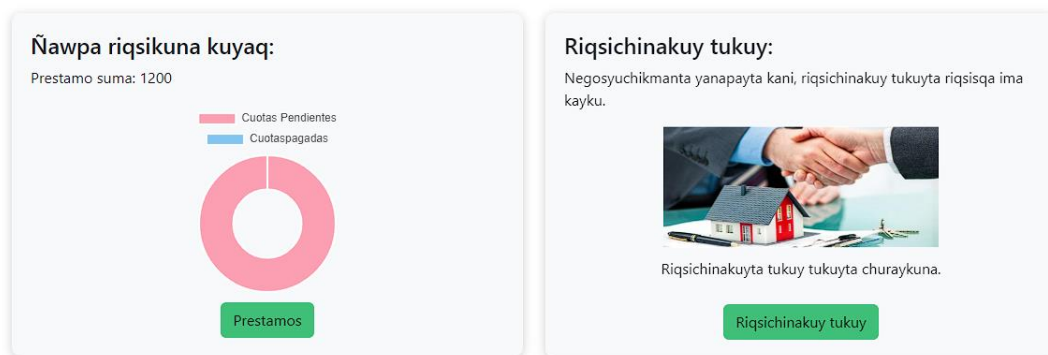 Ñawpa riqsikuna kuyaq:
Prestamo suma: 1200
Cuotas Pendientes
Cuotaspagadas
Prestamos
Riqsichinakuy tukuy:
Negosyuchikmanta yanapayta kani, riqsichinakuy tukuyta riqsisqa ima
kayku.
Riqsichinakuyta tukuy tukuyta churaykuna.
Riqsichinakuy tukuy